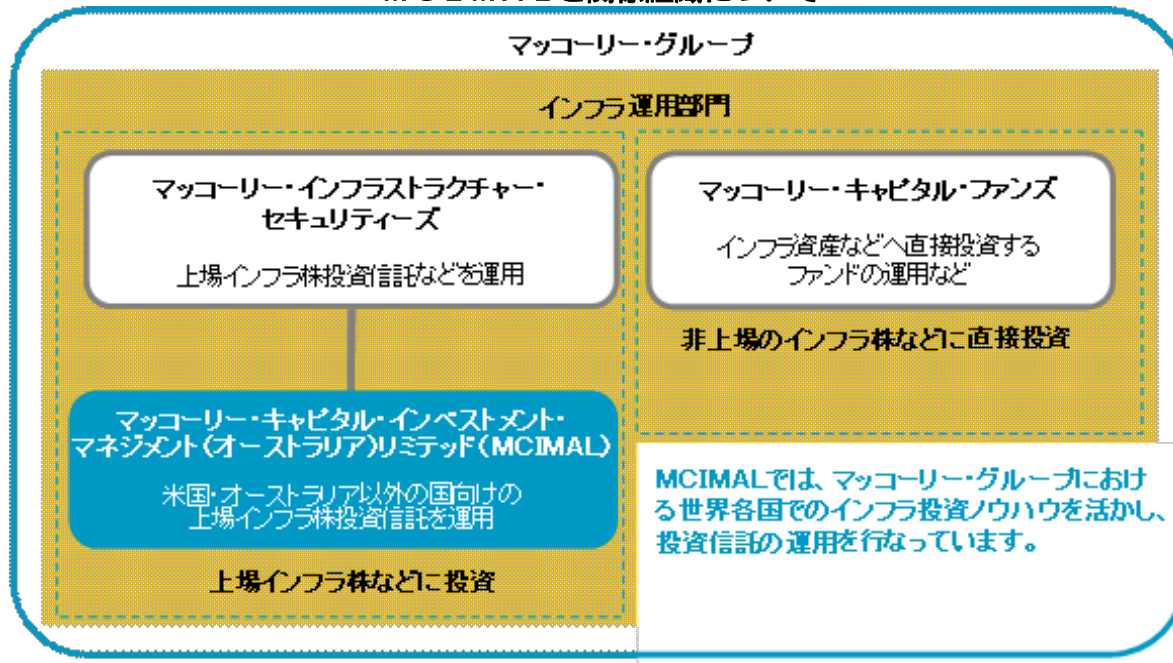 マッコーリー・グループ
インフラ運用部門
マッコーリー・インフラストラクチャー・
セキュリティーズ
上場インフラ株投資信託などを運用
マッコーリー・キャピタル・インベストメント・
マネジメント(オーストラリア)リミテッド(MCIMAL)
米国・オーストラリア以外の国向けの
上場インフラ株投資信託を運用
上場インフラ株などに投資
マッコーリー・キャピタル・ファンズ
インフラ資産などへ直接投資する
ファンドの運用など
非上場のインフラ株などに直接投資
MCIMALでは、マッコーリー・グループにおけ
る世界各国でのインフラ投資ノウハウを活かし、
投資信託の運用を行なっています。